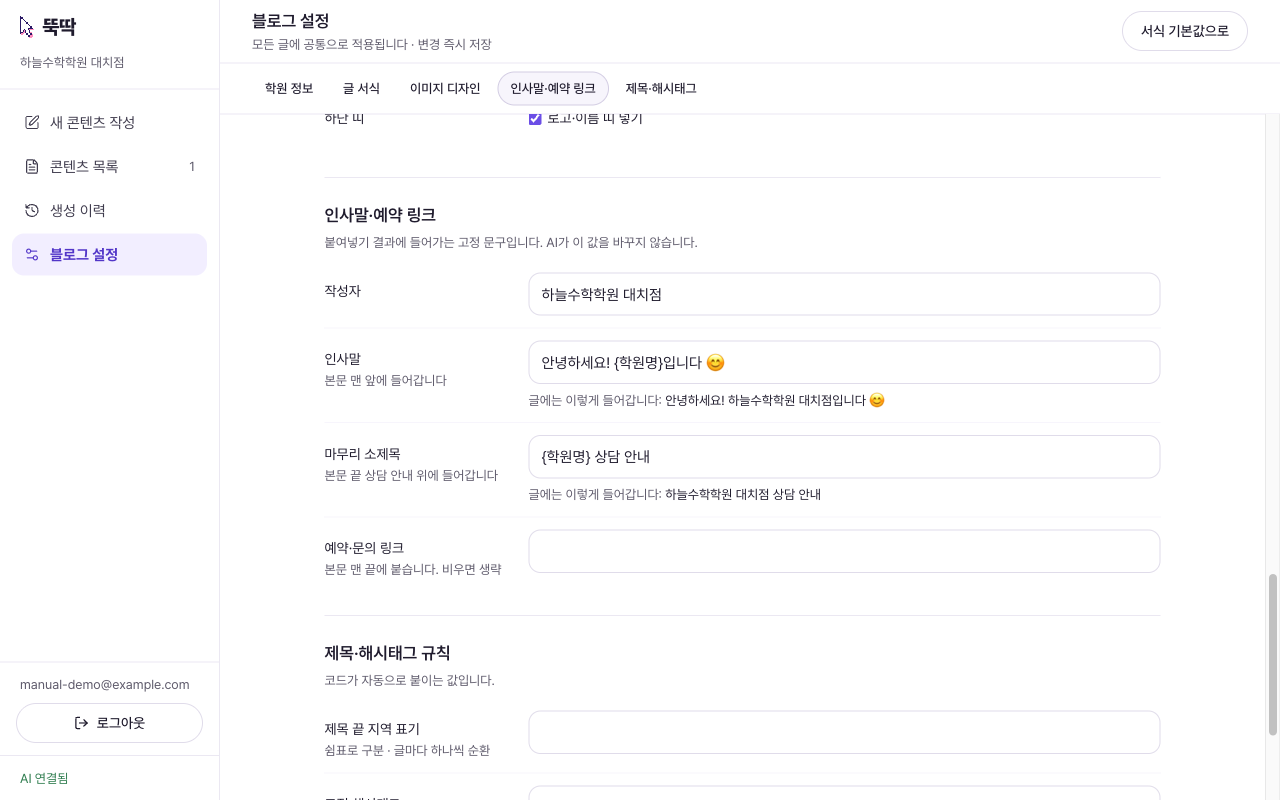 뚝딱
하늘수학학원 대치점
새 콘텐츠 작성
콘텐츠 목록 1
생성 이력
블로그 설정
manual-demo@example.com
로그아웃
AI 연결됨
블로그 설정
모든 글에 공통으로 적용됩니다 · 변경 즉시 저장
서식 기본값으로
학원 정보 글 서식 이미지 디자인 인사말·예약 링크 제목·해시태그
하단 띠 로고·이름 띠 넣기
인사말·예약 링크
붙여넣기 결과에 들어가는 고정 문구입니다. AI가 이 값을 바꾸지 않습니다.
작성자 하늘수학학원 대치점
인사말 안녕하세요! {학원명}입니다 😊
본문 맨 앞에 들어갑니다
글에는 이렇게 들어갑니다: 안녕하세요! 하늘수학학원 대치점입니다 😊
마무리 소제목 {학원명} 상담 안내
본문 끝 상담 안내 위에 들어갑니다
글에는 이렇게 들어갑니다: 하늘수학학원 대치점 상담 안내
예약·문의 링크
본문 맨 끝에 붙습니다. 비우면 생략
제목·해시태그 규칙
코드가 자동으로 붙이는 값입니다.
제목 끝 지역 표기
쉼표로 구분 · 글마다 하나씩 순환